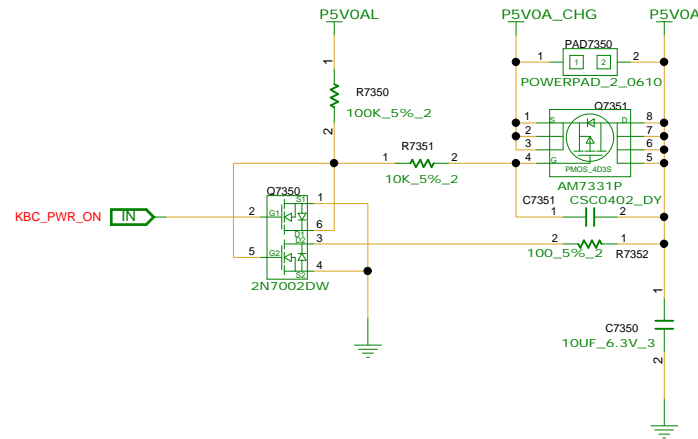 P5V0AL
P5V0A_CHG
P5V0A
1
PAD7350
1
1
2
2
POWERPAD_2_0610
R7350
100K_5%_2
2
Q7351
1
S
D
8
2
7
3
6
4
G
5
PMOS_4D3S
AM7331P
R7351
1
2
10K_5%_2
C7351
CSC0402_DY
1
2
Q7350
S1
1
KBC_PWR_ON
IN
2
G1
D1
6
D2
3
5
G2
S2
4
2N7002DW
2
1
100_5%_2
R7352
1
C7350
10UF_6.3V_3
2